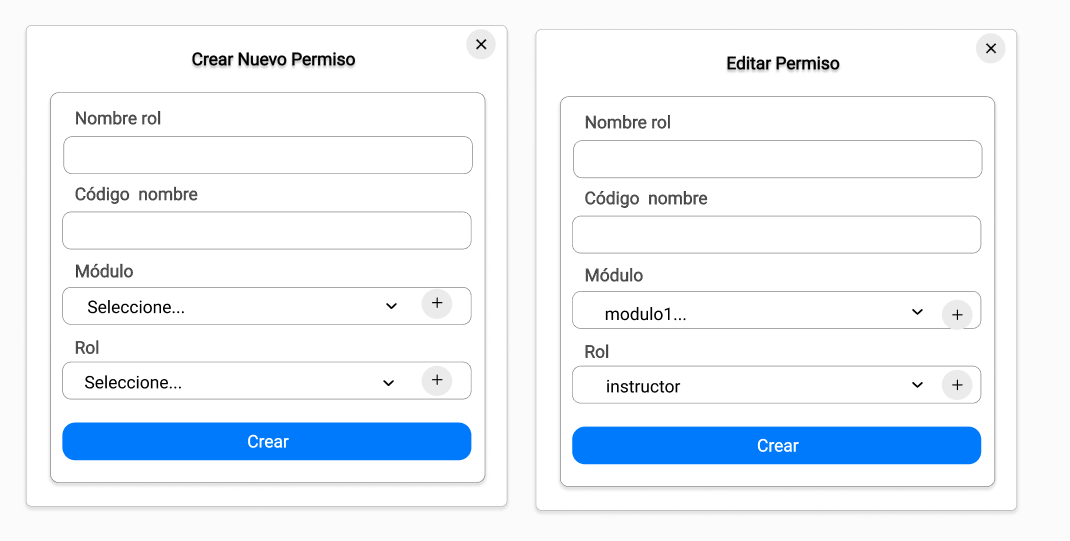 Crear Nuevo Permiso
Nombre rol
Código nombre
Módulo
Seleccione...
Rol
Seleccione...
Crear
Editar Permiso
Nombre rol
Código nombre
Módulo
modulo1...
Rol
instructor
Crear